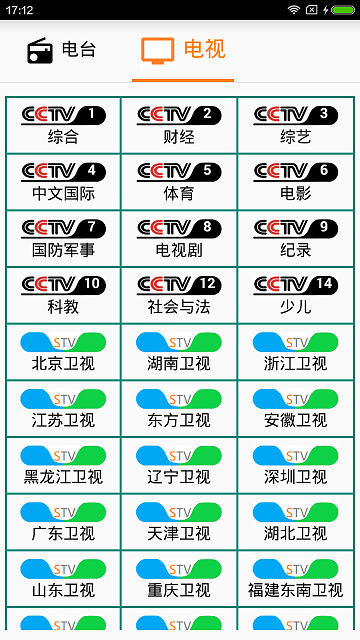 17:12
电台 电视
CCTV 1 CCTV 2 CCTV 3
综合 财经 综艺
CCTV 4 CCTV 5 CCTV 6
中文国际 体育 电影
CCTV 7 CCTV 8 CCTV 9
国防军事 电视剧 纪录
CCTV 10 CCTV 12 CCTV 14
科教 社会与法 少儿
STV STV STV
北京卫视 湖南卫视 浙江卫视
STV STV STV
江苏卫视 东方卫视 安徽卫视
STV STV STV
黑龙江卫视 辽宁卫视 深圳卫视
STV STV STV
广东卫视 天津卫视 湖北卫视
STV STV STV
山东卫视 重庆卫视 福建东南卫视
STV STV STV